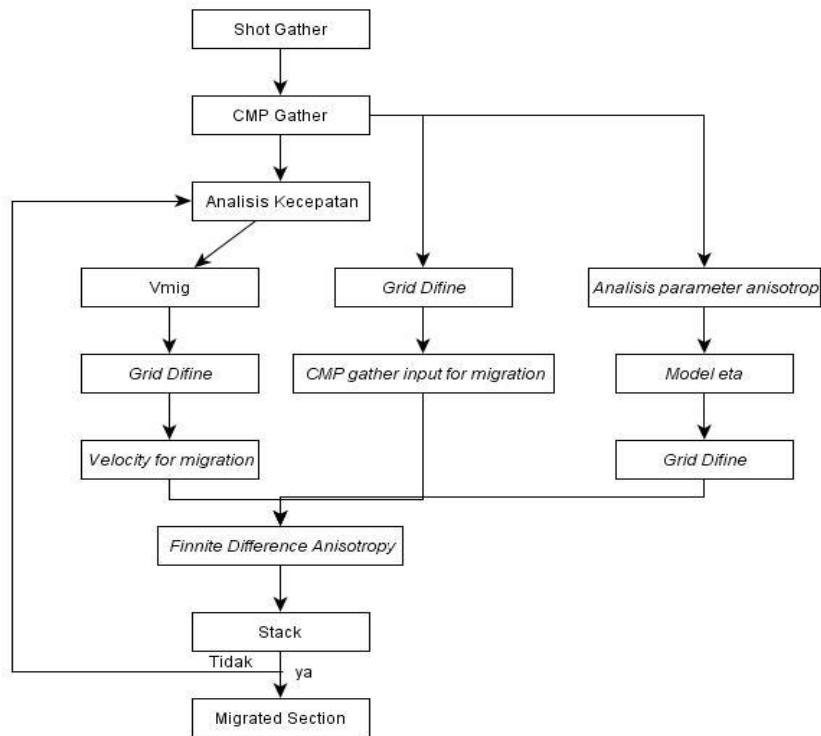 Shot Gather
CMP Gather
Analisis Kecepatan
Vmig
Grid Difine
Analisis parameter anisotrop
Grid Difine
CMP gather input for migration
Model eta
Velocity for migration
Grid Difine
Finnite Difference Anisotropy
Stack
Tidak
ya
Migrated Section